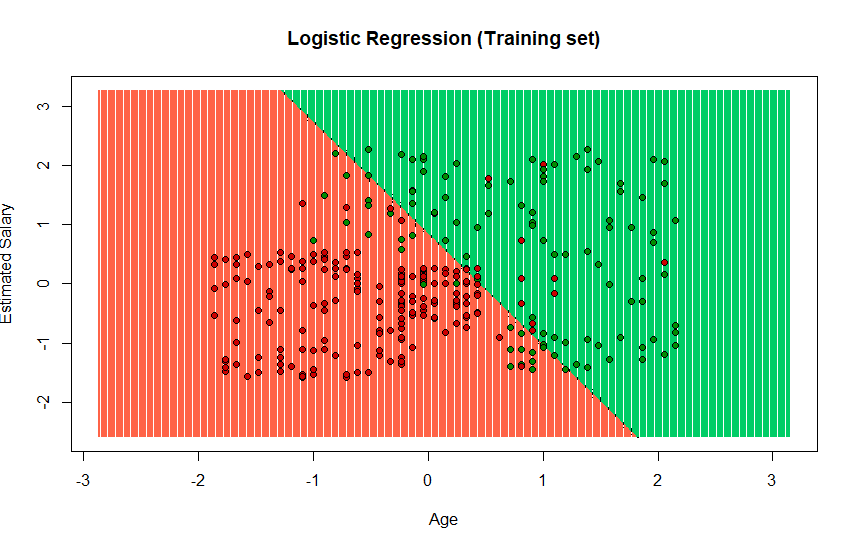 Logistic Regression (Training set)
Estimated Salary
3
2
1
0
-1
-2
-3 -2 -1 0 1 2 3
Age